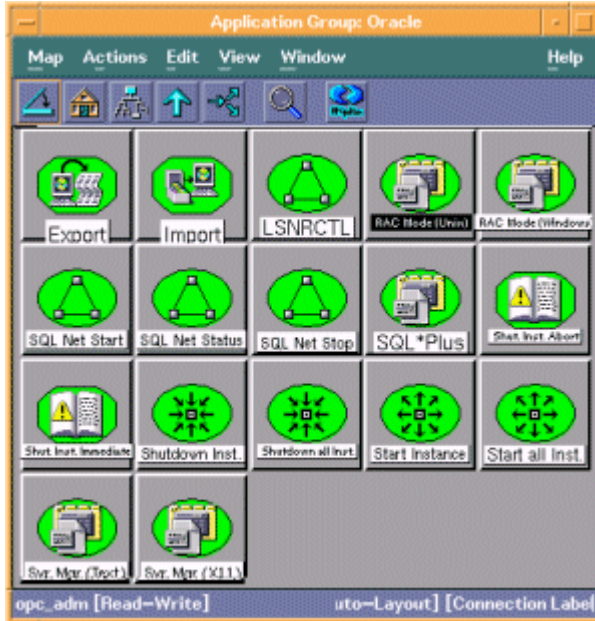 Application Group: Oracle
Map Actions Edit View Window Help
Export
Import
LSNRCTL
RAC Mode (Unix)
RAC Mode (Windows)
SQL Net Start
SQL Net Status
SQL Net Stop
SQL*Plus
Shut. Inst. Abort
Shut. Inst. Immediate
Shutdown Inst.
Shutdown all Inst.
Start Instance
Start all Inst.
Svr. Mgr. (Text)
Svr. Mgr. (X11)
opc_adm [Read-Write] uto-Layout] [Connection Label